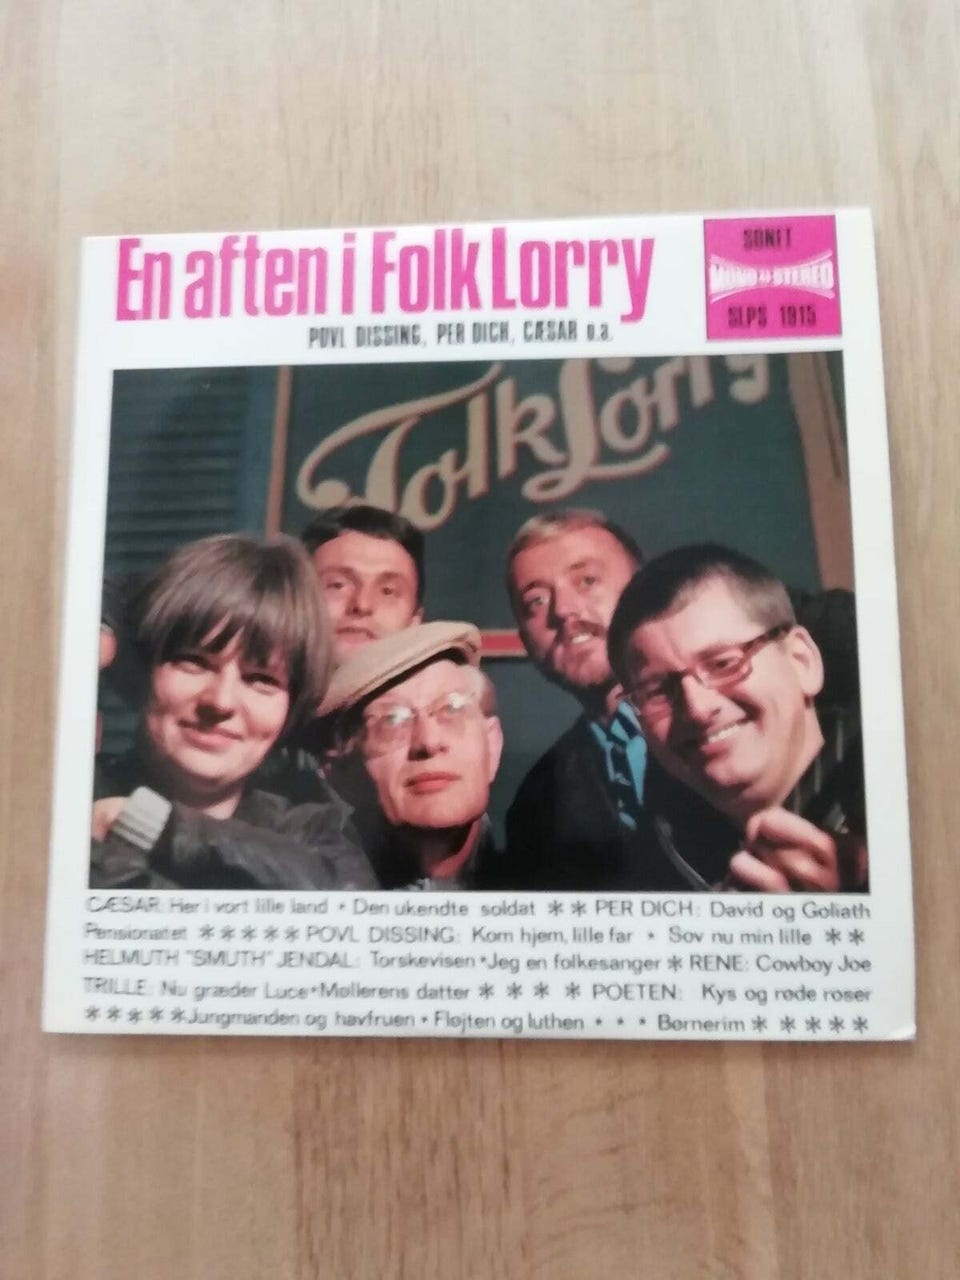 En aften i Folk Lorry
POVL DISSING, PER DICH, CÆSAR o.a.
SONET
MONO STEREO
SLPS 1915
Folk Lorry
CÆSAR: Her i vort lille land * Den ukendte soldat ** PER DICH: David og Goliath
Pensionatet ***** POVL DISSING: Kom hjem, lille far * Sov nu min lille **
HELMUTH "SMUTH" JENDAL: Torskevisen * Jeg en folkesanger * RENE: Cowboy Joe
TRILLE: Nu græder Luce * Møllerens datter * * * * POETEN: Kys og røde roser
*****Jungmanden og havfruen * Fløjten og luthen * * * Børnerim * * * * *